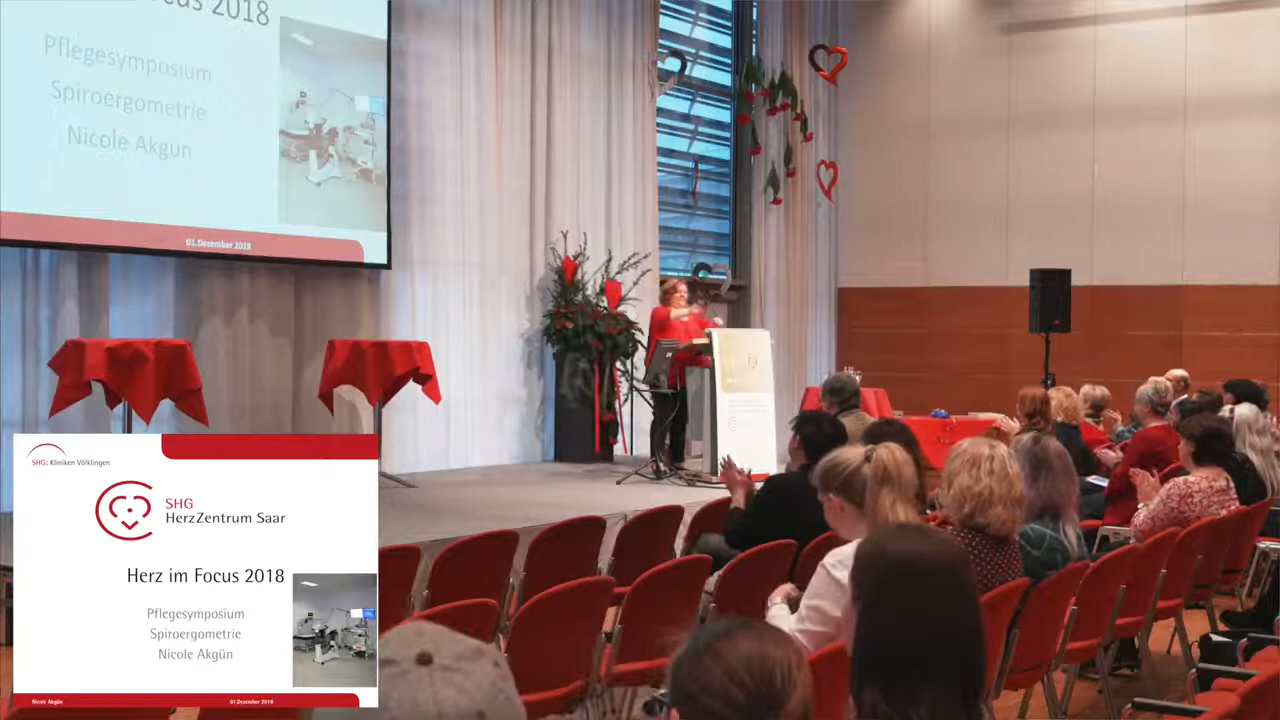 Focus 2018
Pflegesymposium
Spiroergometrie
Nicole Akgün
01.Dezember 2018
SHG: Kliniken Völklingen
SHG
HerzZentrum Saar
Herz im Focus 2018
Pflegesymposium
Spiroergometrie
Nicole Akgün
Nicole Akgün
01.Dezember 2018